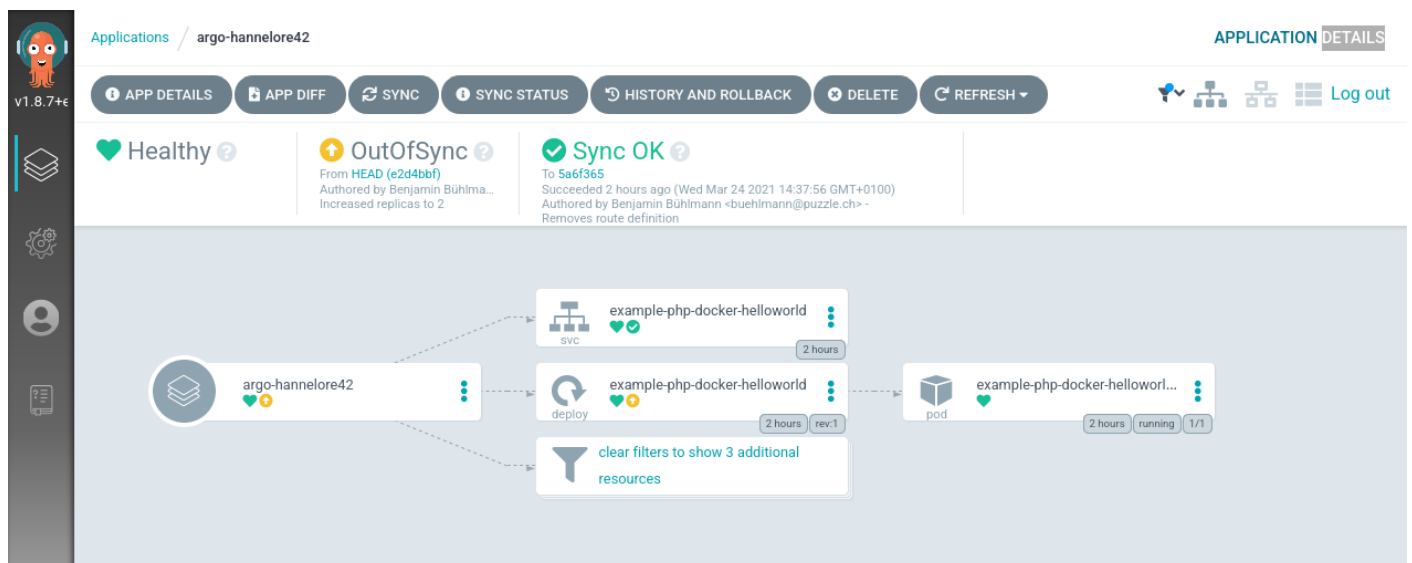 Applications / argo-hannelore42
APPLICATION DETAILS
v1.8.7+
APP DETAILS
APP DIFF
SYNC
SYNC STATUS
HISTORY AND ROLLBACK
DELETE
REFRESH
Log out
Healthy
OutOfSync
From HEAD (e2d4bbf)
Authored by Benjamin Bühlma...
Increased replicas to 2
Sync OK
To 5a6f365
Succeeded 2 hours ago (Wed Mar 24 2021 14:37:56 GMT+0100)
Authored by Benjamin Bühlmann <buehlmann@puzzle.ch> -
Removes route definition
example-php-docker-helloworld
svc
2 hours
argo-hannelore42
example-php-docker-helloworld
deploy
2 hours
rev:1
example-php-docker-helloworl...
pod
2 hours
running
1/1
clear filters to show 3 additional
resources